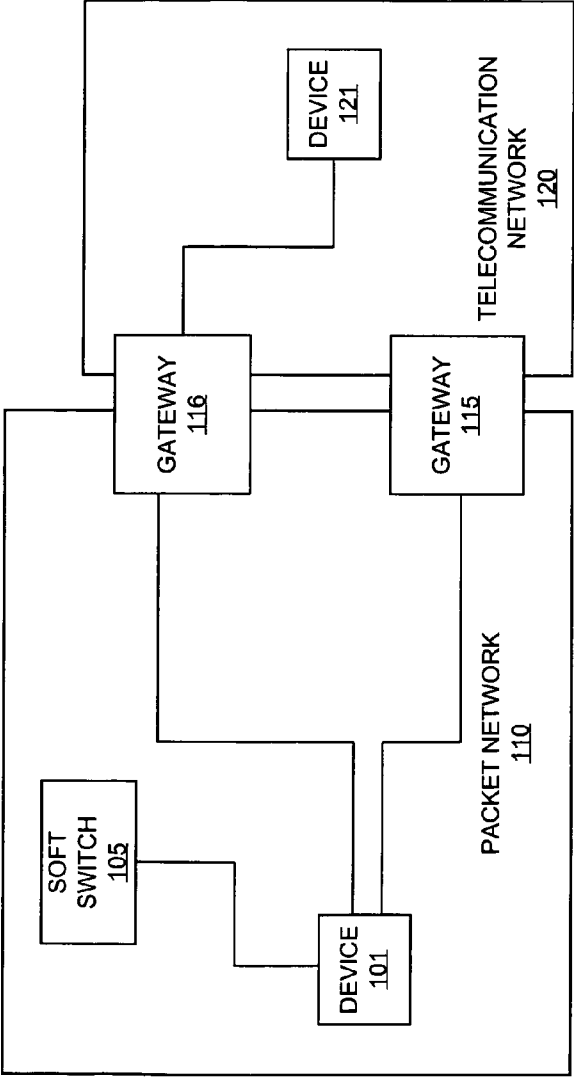 SOFT
SWITCH
105
DEVICE
101
PACKET NETWORK
110
GATEWAY
116
GATEWAY
115
DEVICE
121
TELECOMMUNICATION
NETWORK
120